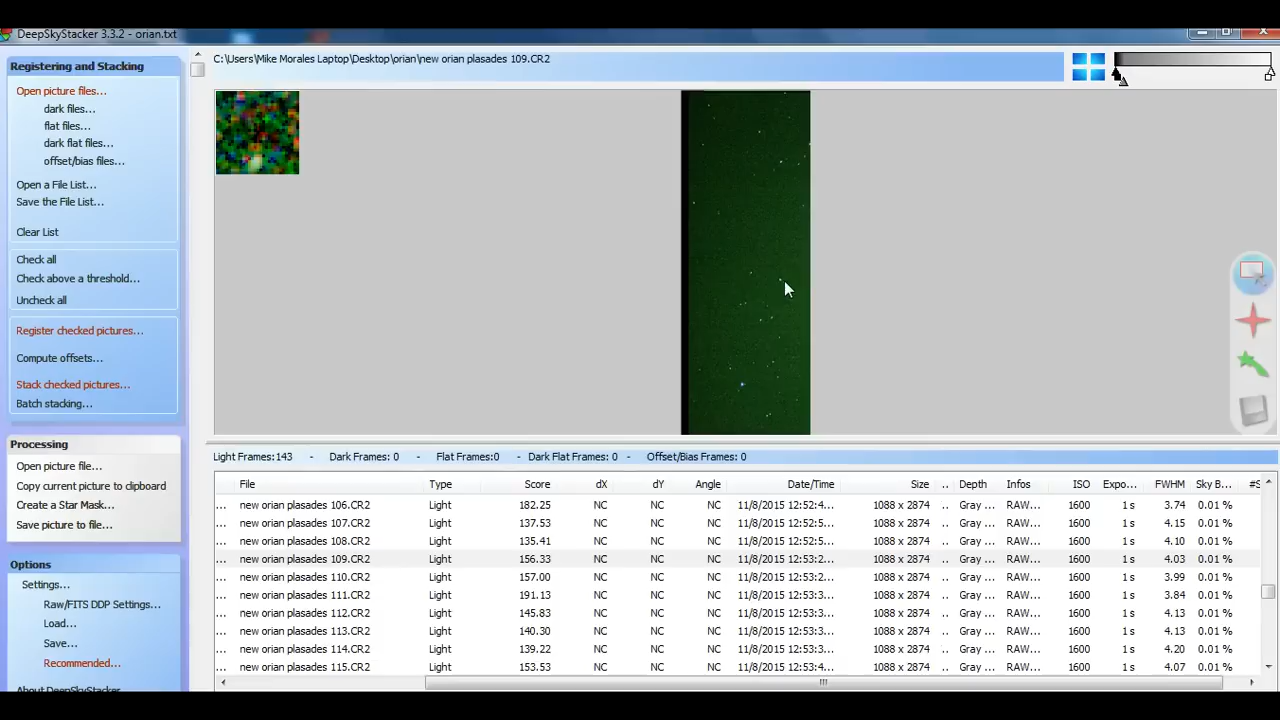 DeepSkyStacker 3.3.2 - orian.txt
Registering and Stacking
Open picture files...
dark files...
flat files...
dark flat files...
offset/bias files...
Open a File List...
Save the File List...
Clear List
Check all
Check above a threshold...
Uncheck all
Register checked pictures...
Compute offsets...
Stack checked pictures...
Batch stacking...
Processing
Open picture file...
Copy current picture to clipboard
Create a Star Mask...
Save picture to file...
Options
Settings...
Raw/FITS DDP Settings...
Load...
Save...
Recommended...
About DeepSkyStacker
C:\Users\Mike Morales Laptop\Desktop\orian\new orian plasades 109.CR2
Light Frames:143 - Dark Frames: 0 - Flat Frames:0 - Dark Flat Frames: 0 - Offset/Bias Frames: 0
File Type Score dX dY Angle Date/Time Size .. Depth Infos ISO Expo... FWHM Sky B... #S
... new orian plasades 106.CR2 Light 182.25 NC NC NC 11/8/2015 12:52:4... 1088 x 2874 .. Gray ... RAW... 1600 1 s 3.74 0.01 %
... new orian plasades 107.CR2 Light 137.53 NC NC NC 11/8/2015 12:52:5... 1088 x 2874 .. Gray ... RAW... 1600 1 s 4.15 0.01 %
... new orian plasades 108.CR2 Light 135.41 NC NC NC 11/8/2015 12:52:5... 1088 x 2874 .. Gray ... RAW... 1600 1 s 4.10 0.01 %
... new orian plasades 109.CR2 Light 156.33 NC NC NC 11/8/2015 12:53:2... 1088 x 2874 .. Gray ... RAW... 1600 1 s 4.03 0.01 %
... new orian plasades 110.CR2 Light 157.00 NC NC NC 11/8/2015 12:53:2... 1088 x 2874 .. Gray ... RAW... 1600 1 s 3.99 0.01 %
... new orian plasades 111.CR2 Light 191.13 NC NC NC 11/8/2015 12:53:3... 1088 x 2874 .. Gray ... RAW... 1600 1 s 3.84 0.01 %
... new orian plasades 112.CR2 Light 145.83 NC NC NC 11/8/2015 12:53:3... 1088 x 2874 .. Gray ... RAW... 1600 1 s 4.13 0.01 %
... new orian plasades 113.CR2 Light 140.30 NC NC NC 11/8/2015 12:53:3... 1088 x 2874 .. Gray ... RAW... 1600 1 s 4.13 0.01 %
... new orian plasades 114.CR2 Light 139.22 NC NC NC 11/8/2015 12:53:3... 1088 x 2874 .. Gray ... RAW... 1600 1 s 4.20 0.01 %
... new orian plasades 115.CR2 Light 153.53 NC NC NC 11/8/2015 12:53:4... 1088 x 2874 .. Gray ... RAW... 1600 1 s 4.07 0.01 %